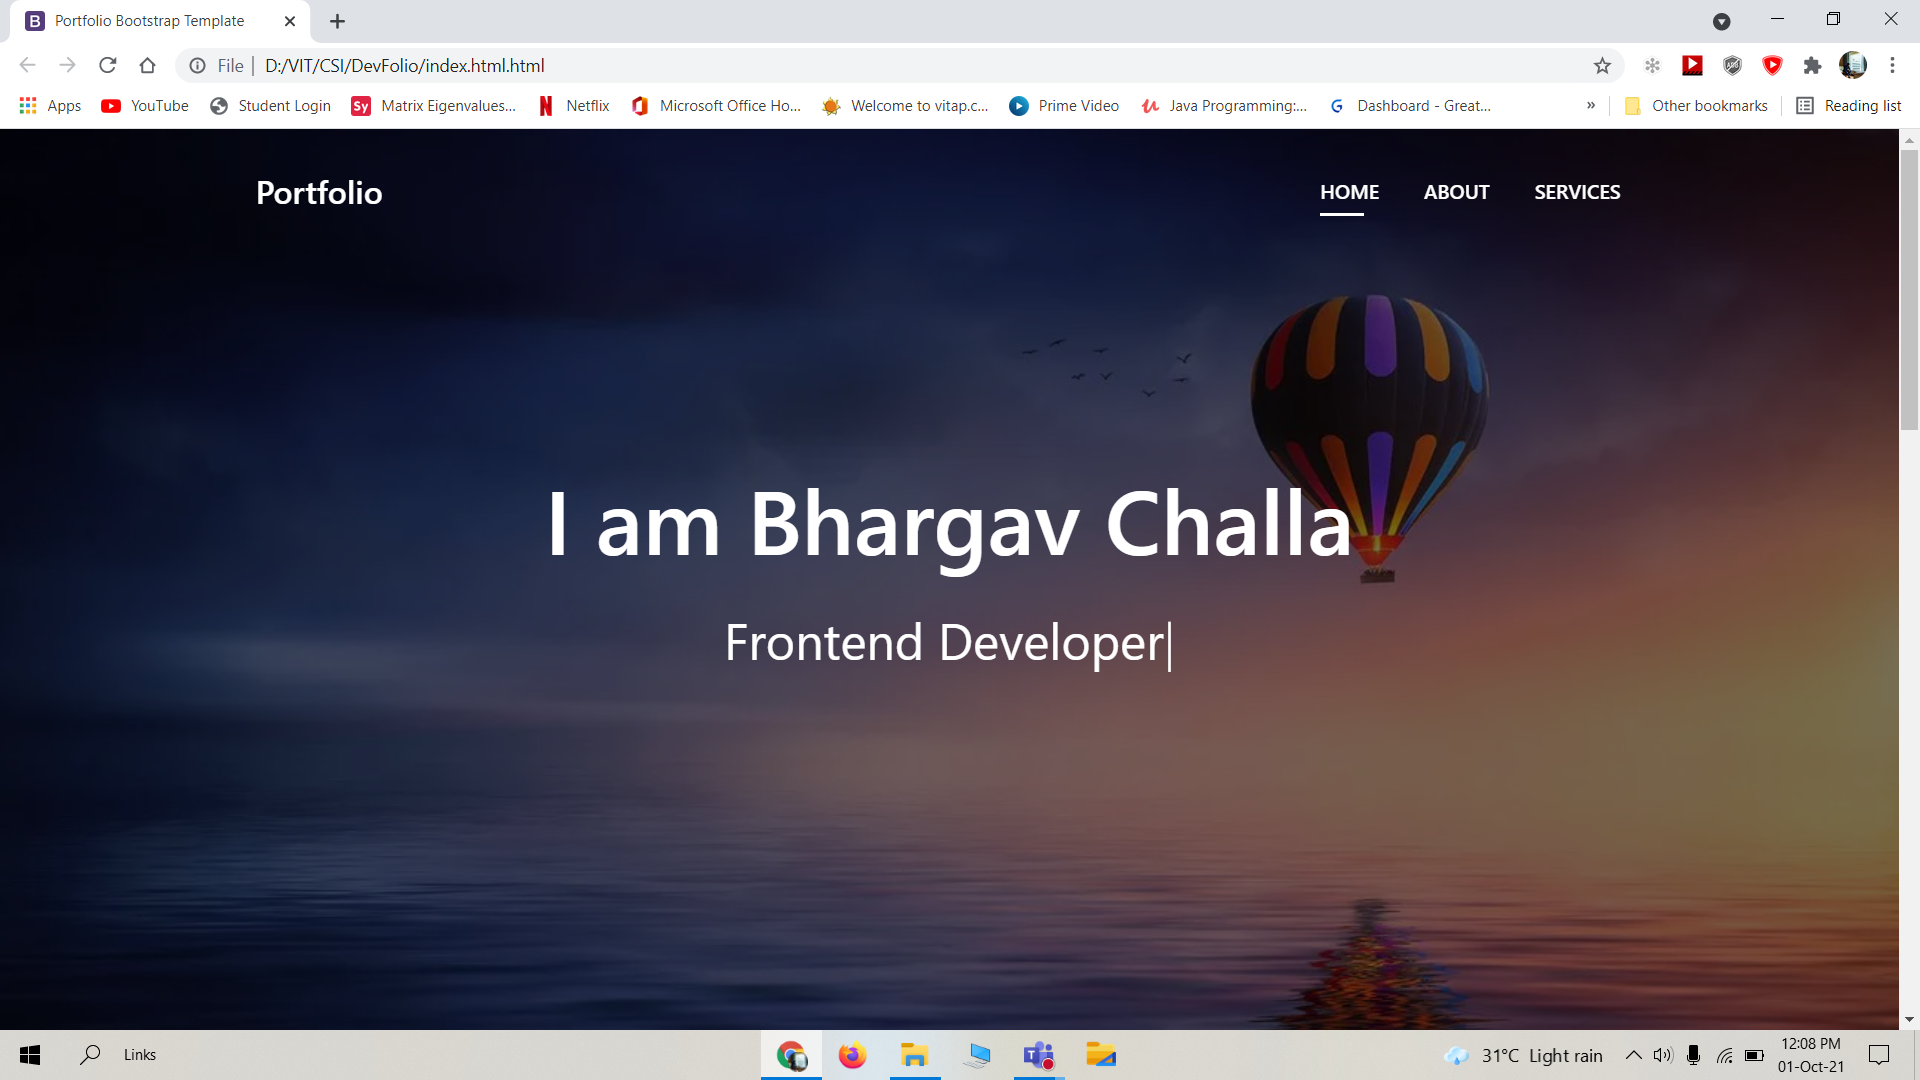 Portfolio Bootstrap Template
File D:/VIT/CSI/DevFolio/index.html.html
Apps YouTube Student Login Sy Matrix Eigenvalues... Netflix Microsoft Office Ho... Welcome to vitap.c... Prime Video Java Programming:... Dashboard - Great... » Other bookmarks Reading list
Portfolio HOME ABOUT SERVICES
I am Bhargav Challa
Frontend Developer|
Links 31°C Light rain 12:08 PM
01-Oct-21